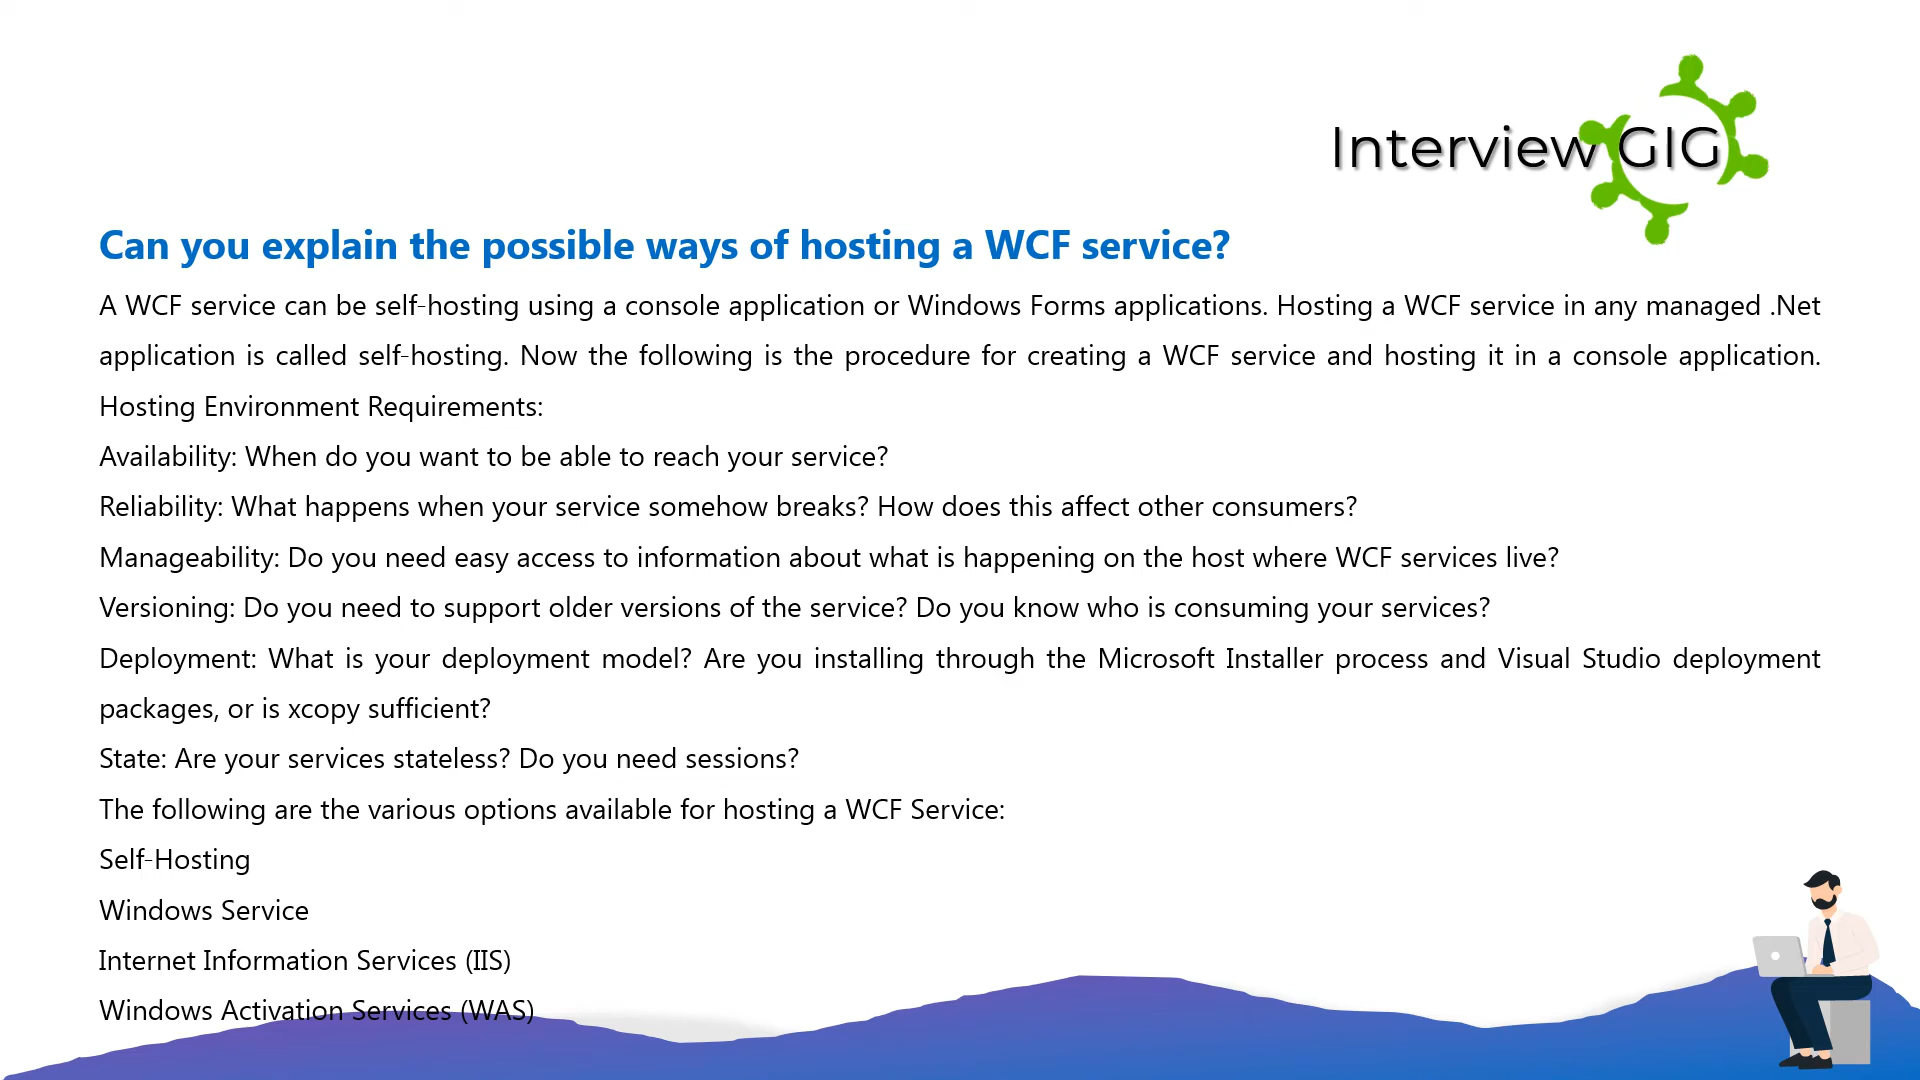 Interview GIG
Can you explain the possible ways of hosting a WCF service?
A WCF service can be self-hosting using a console application or Windows Forms applications. Hosting a WCF service in any managed .Net
application is called self-hosting. Now the following is the procedure for creating a WCF service and hosting it in a console application.
Hosting Environment Requirements:
Availability: When do you want to be able to reach your service?
Reliability: What happens when your service somehow breaks? How does this affect other consumers?
Manageability: Do you need easy access to information about what is happening on the host where WCF services live?
Versioning: Do you need to support older versions of the service? Do you know who is consuming your services?
Deployment: What is your deployment model? Are you installing through the Microsoft Installer process and Visual Studio deployment
packages, or is xcopy sufficient?
State: Are your services stateless? Do you need sessions?
The following are the various options available for hosting a WCF Service:
Self-Hosting
Windows Service
Internet Information Services (IIS)
Windows Activation Services (WAS)